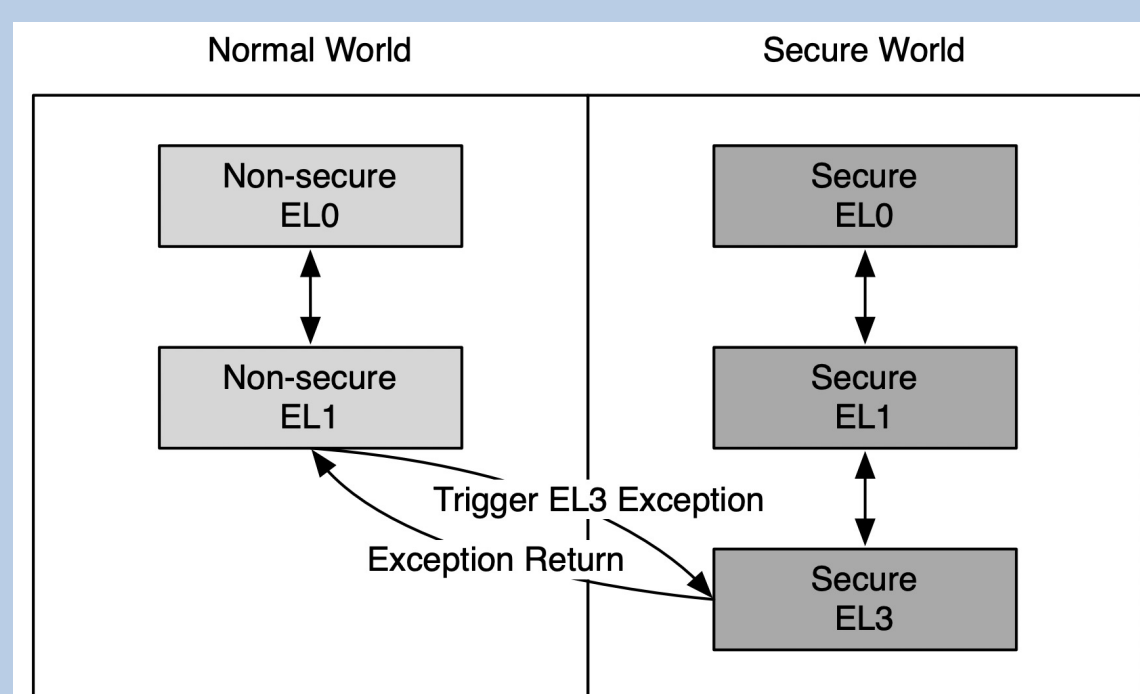 Normal World
Secure World
Non-secure
EL0
Secure
EL0
Non-secure
EL1
Secure
EL1
Trigger EL3 Exception
Exception Return
Secure
EL3